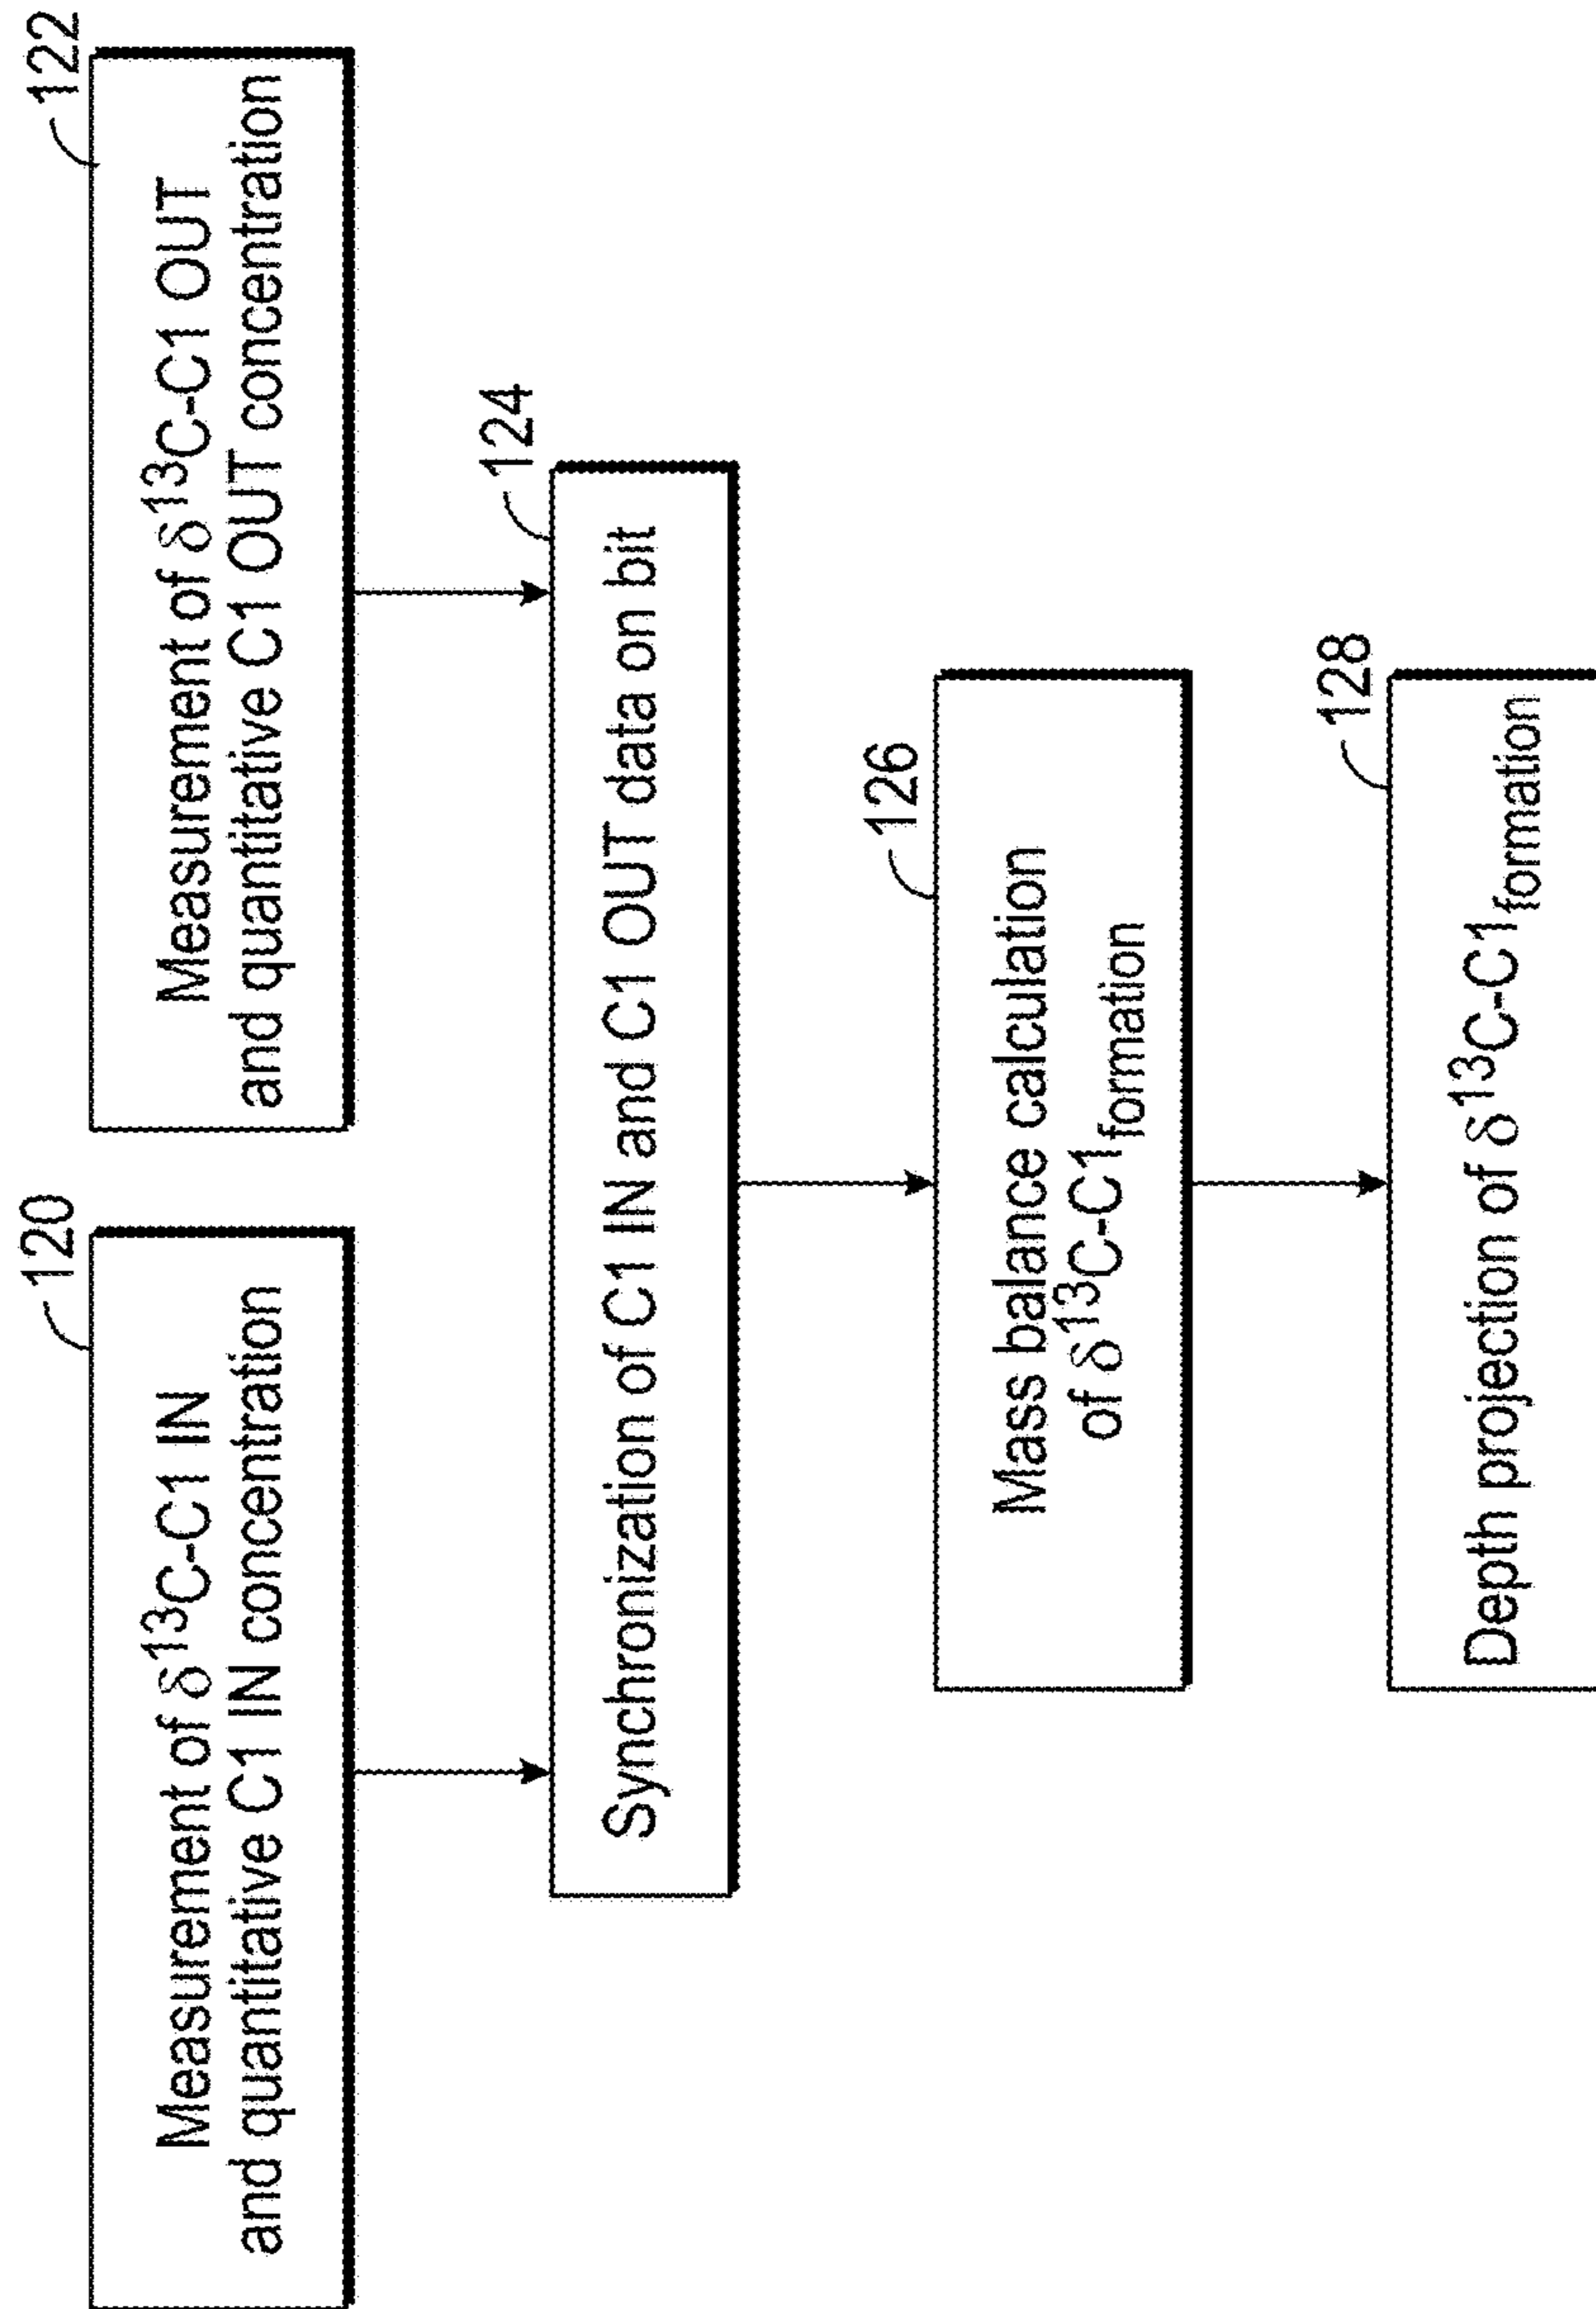 120
Measurement of δ¹³C-C1 IN
and quantitative C1 IN concentration
122
Measurement of δ¹³C-C1 OUT
and quantitative C1 OUT concentration
124
Synchronization of C1 IN and C1 OUT data on bit
126
Mass balance calculation
of δ¹³C-C1formation
128
Depth projection of δ¹³C-C1formation